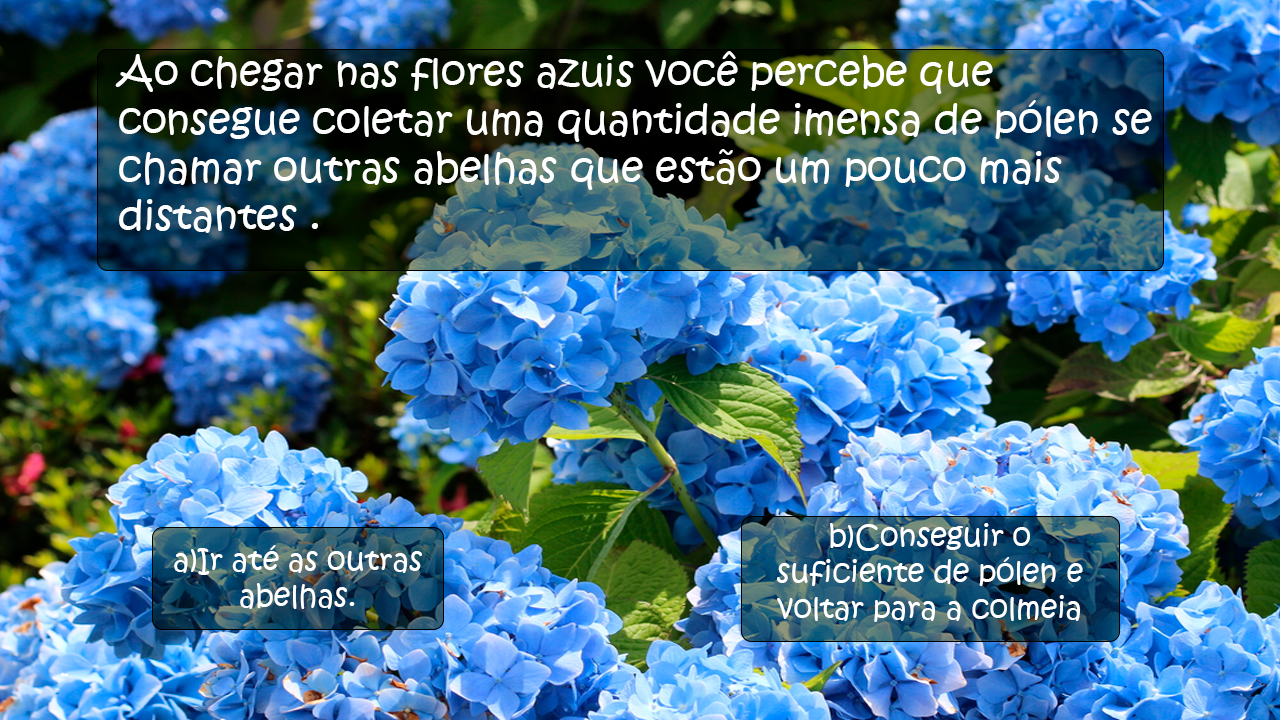 Ao chegar nas flores azuis você percebe que
consegue coletar uma quantidade imensa de pólen se
chamar outras abelhas que estão um pouco mais
distantes .
a)Ir até as outras
abelhas.
b)Conseguir o
suficiente de pólen e
voltar para a colmeia